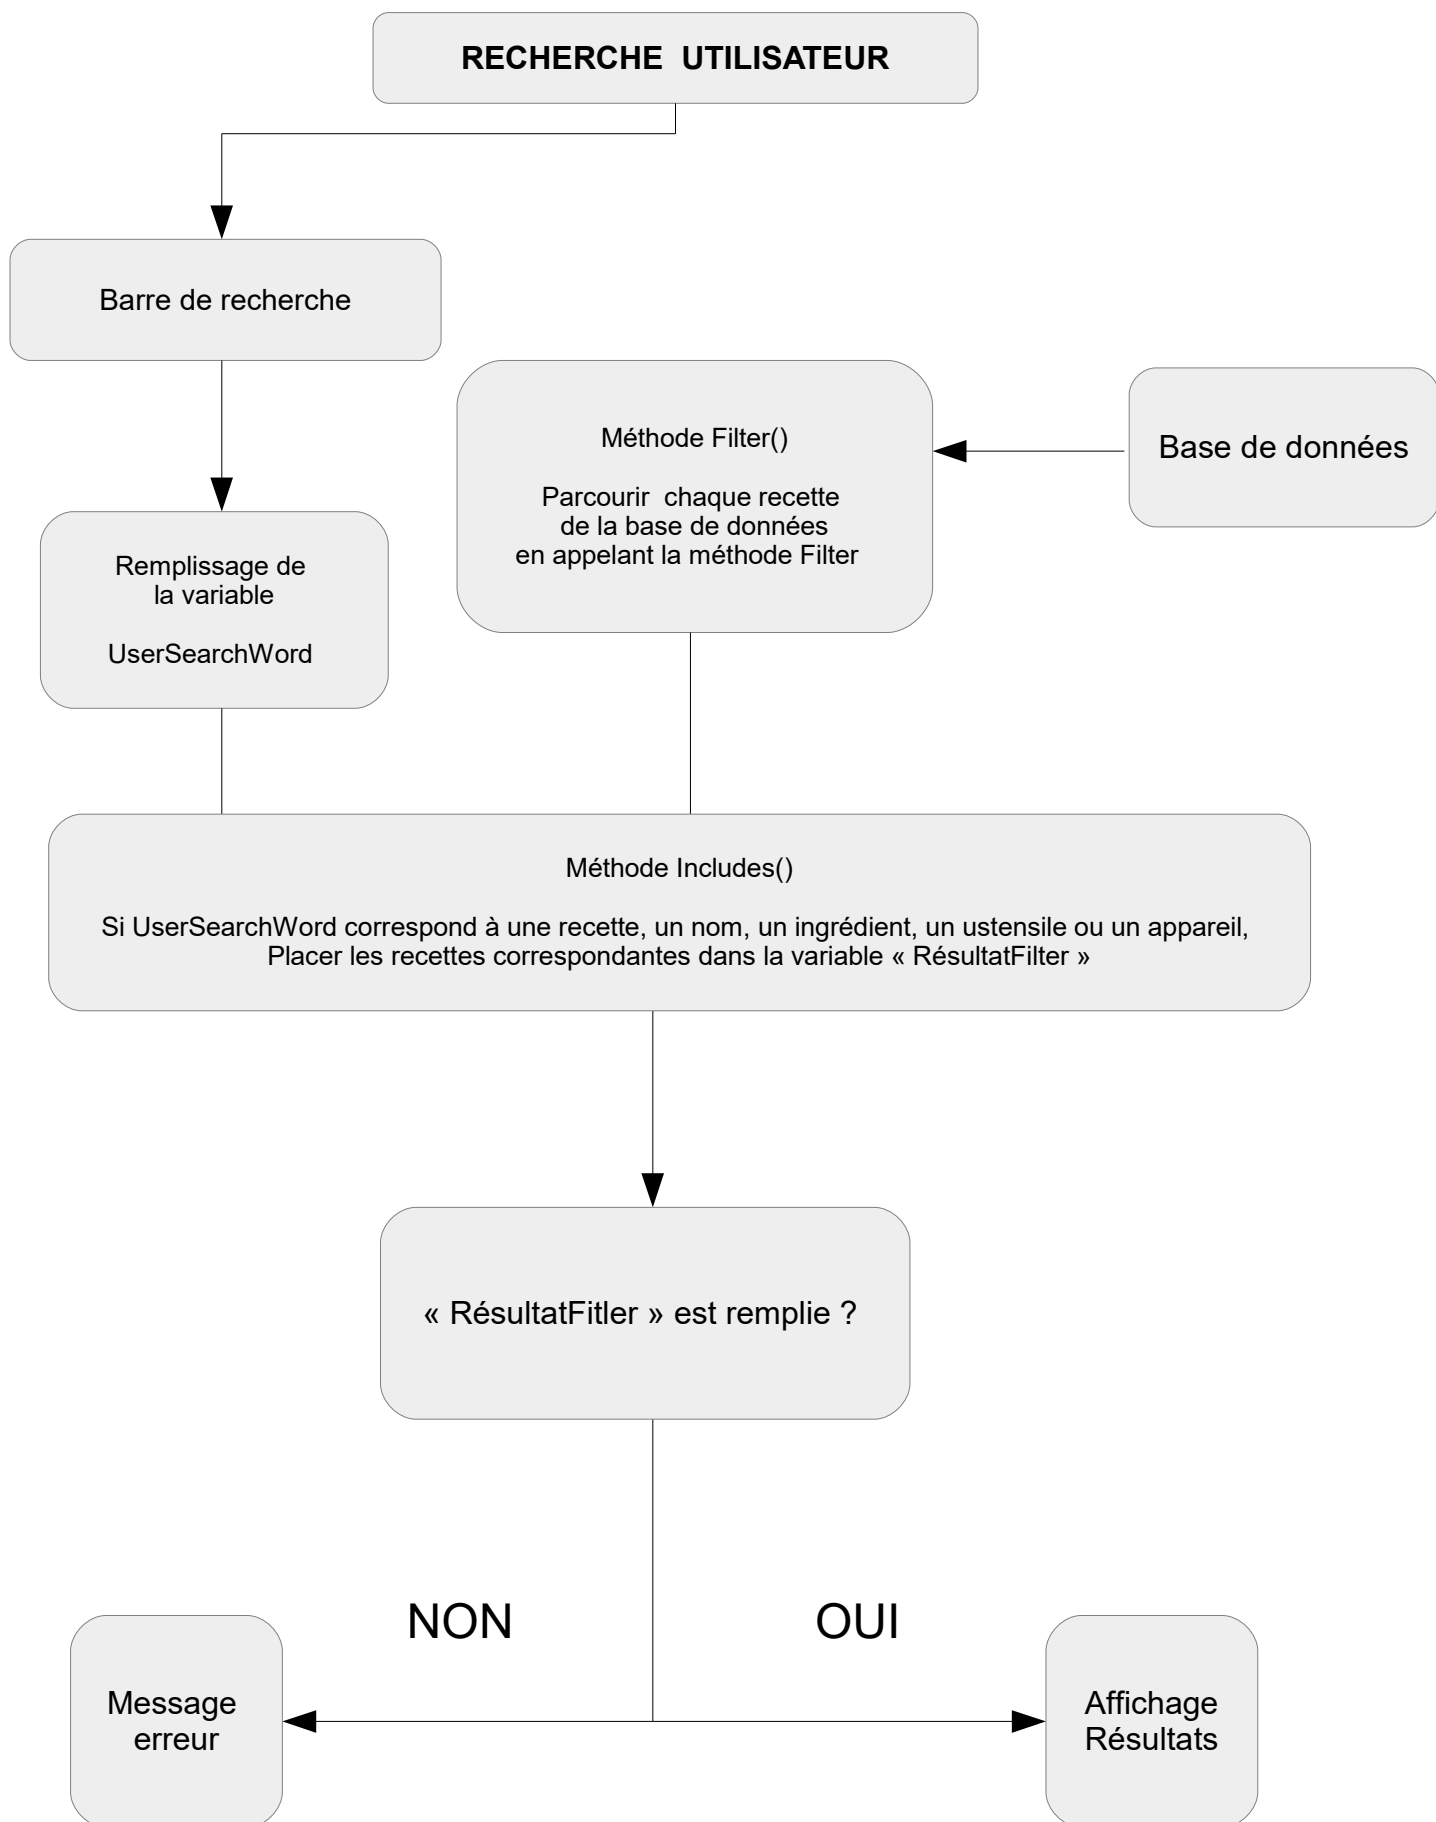 RECHERCHE  UTILISATEUR
Barre de recherche
Méthode Filter()
Parcourir  chaque recette
de la base de données
en appelant la méthode Filter
Base de données
Remplissage de
la variable
UserSearchWord
Méthode Includes()
Si UserSearchWord correspond à une recette, un nom, un ingrédient, un ustensile ou un appareil,
Placer les recettes correspondantes dans la variable « RésultatFilter »
« RésultatFitler » est remplie ?
NON
OUI
Message
erreur
Affichage
Résultats